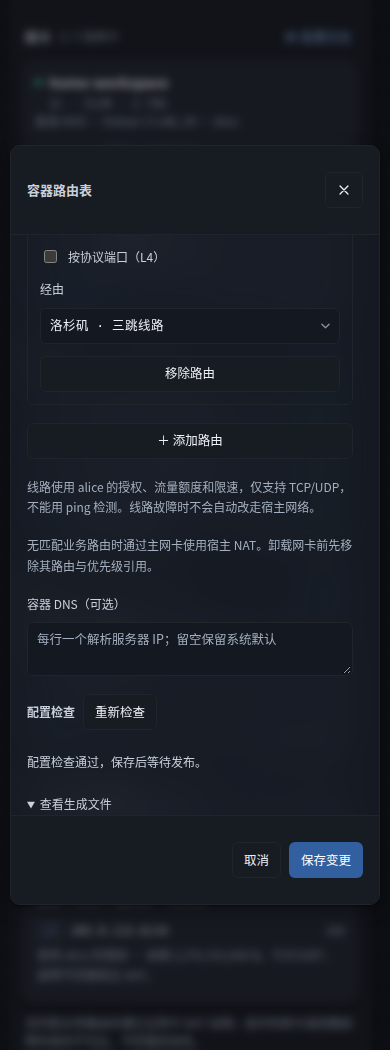 容器路由表
按协议端口（L4）
经由
洛杉矶 · 三跳线路
移除路由
＋ 添加路由
线路使用 alice 的授权、流量额度和限速，仅支持 TCP/UDP，
不能用 ping 检测。线路故障时不会自动改走宿主网络。
无匹配业务路由时通过主网卡使用宿主 NAT。卸载网卡前先移
除其路由与优先级引用。
容器 DNS（可选）
每行一个解析服务器 IP；留空保留系统默认
配置检查 重新检查
配置检查通过，保存后等待发布。
▼ 查看生成文件
取消 保存变更